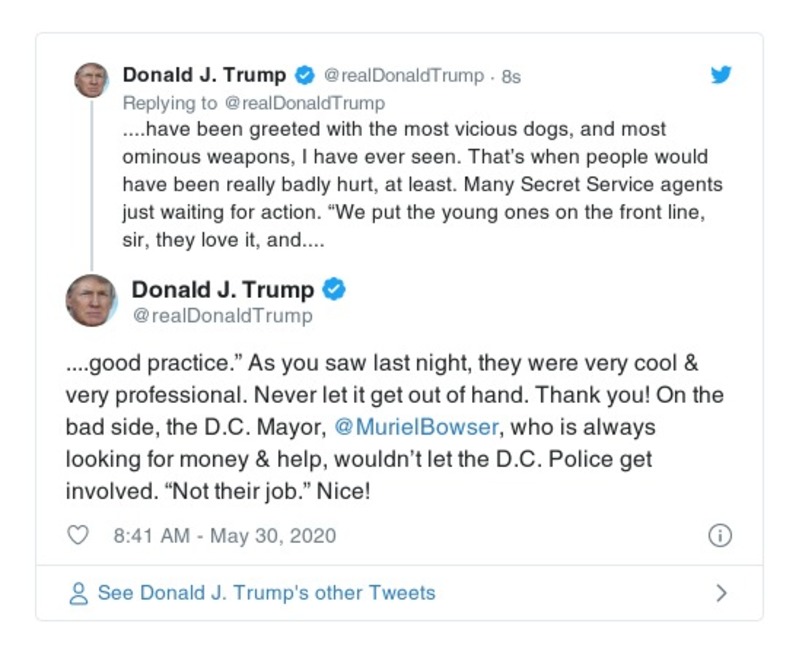 Donald J. Trump @realDonaldTrump · 8s
Replying to @realDonaldTrump
....have been greeted with the most vicious dogs, and most
ominous weapons, I have ever seen. That’s when people would
have been really badly hurt, at least. Many Secret Service agents
just waiting for action. “We put the young ones on the front line,
sir, they love it, and....
Donald J. Trump
@realDonaldTrump
....good practice.” As you saw last night, they were very cool &
very professional. Never let it get out of hand. Thank you! On the
bad side, the D.C. Mayor, @MurielBowser, who is always
looking for money & help, wouldn’t let the D.C. Police get
involved. “Not their job.” Nice!
8:41 AM - May 30, 2020
See Donald J. Trump's other Tweets